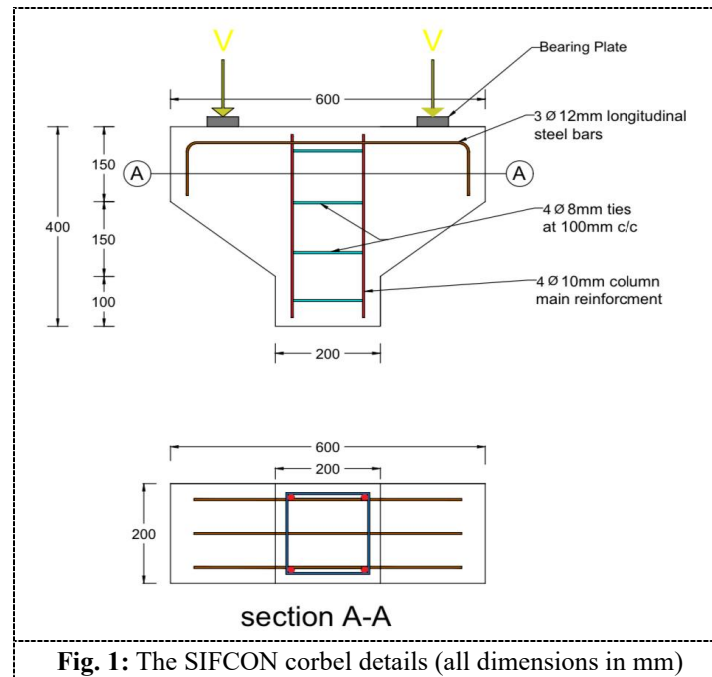 V V
Bearing Plate
600
3 Ø 12mm longitudinal
steel bars
150
A A
400
150
4 Ø 8mm ties
at 100mm c/c
100
4 Ø 10mm column
main reinforcment
200
600
200
200
section A-A
Fig. 1: The SIFCON corbel details (all dimensions in mm)